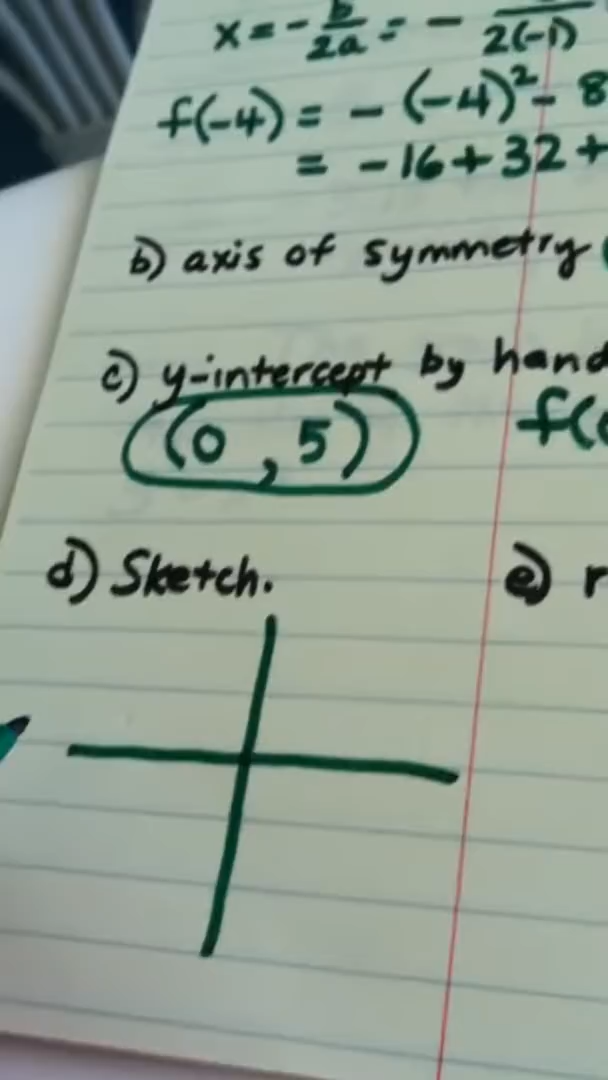 x = - b/2a = - 2(-1)
f(-4) = - (-4)² - 8
= - 16 + 32 +
b) axis of symmetry
c) y-intercept by hand
(0, 5) f(
d) Sketch. e) r